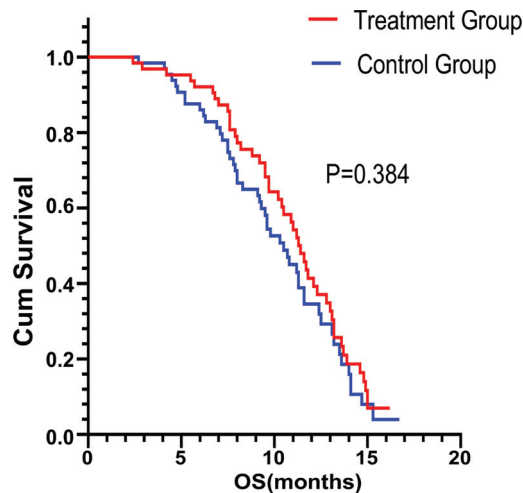 Treatment Group
Control Group
P=0.384
Cum Survival
1.0
0.8
0.6
0.4
0.2
0.0
0 5 10 15 20
OS(months)